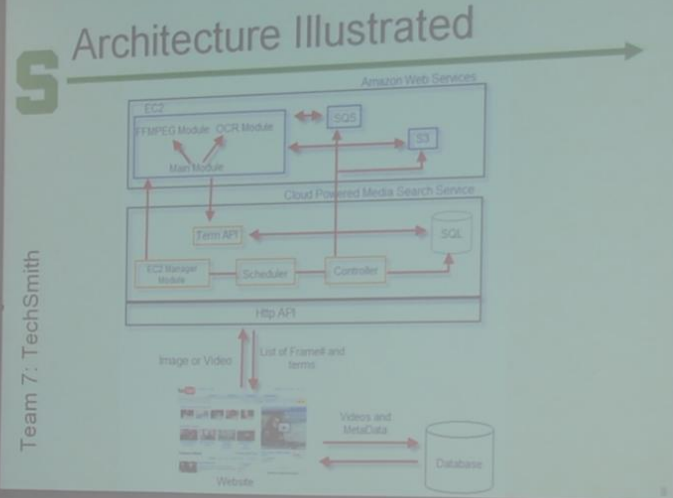 Architecture Illustrated
S
Amazon Web Services
EC2
FFMPEG Module
OCR Module
Main Module
SQS
S3
Cloud Powered Media Search Service
Term API
SQL
EC2 Manager
Module
Scheduler
Controller
Http API
Image or Video
List of Frame# and
terms
Videos and
MetaData
Website
Database
Team 7: TechSmith